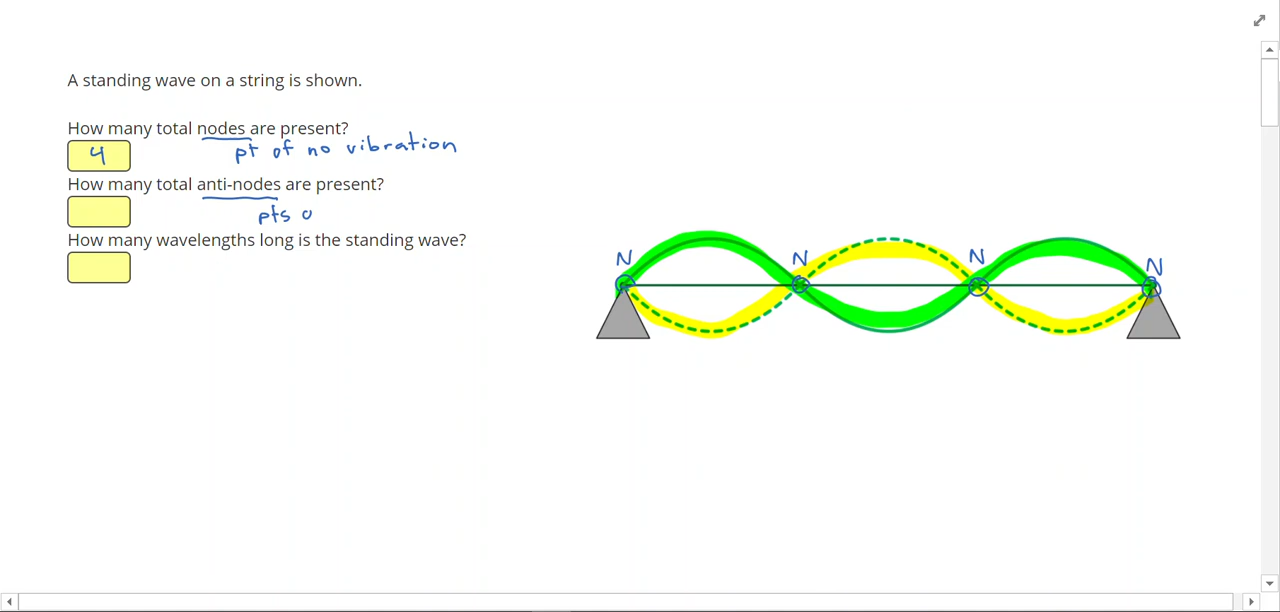 A standing wave on a string is shown.
How many total nodes are present?
4 pt of no vibration
How many total anti-nodes are present?
pts o
How many wavelengths long is the standing wave?
N N N N